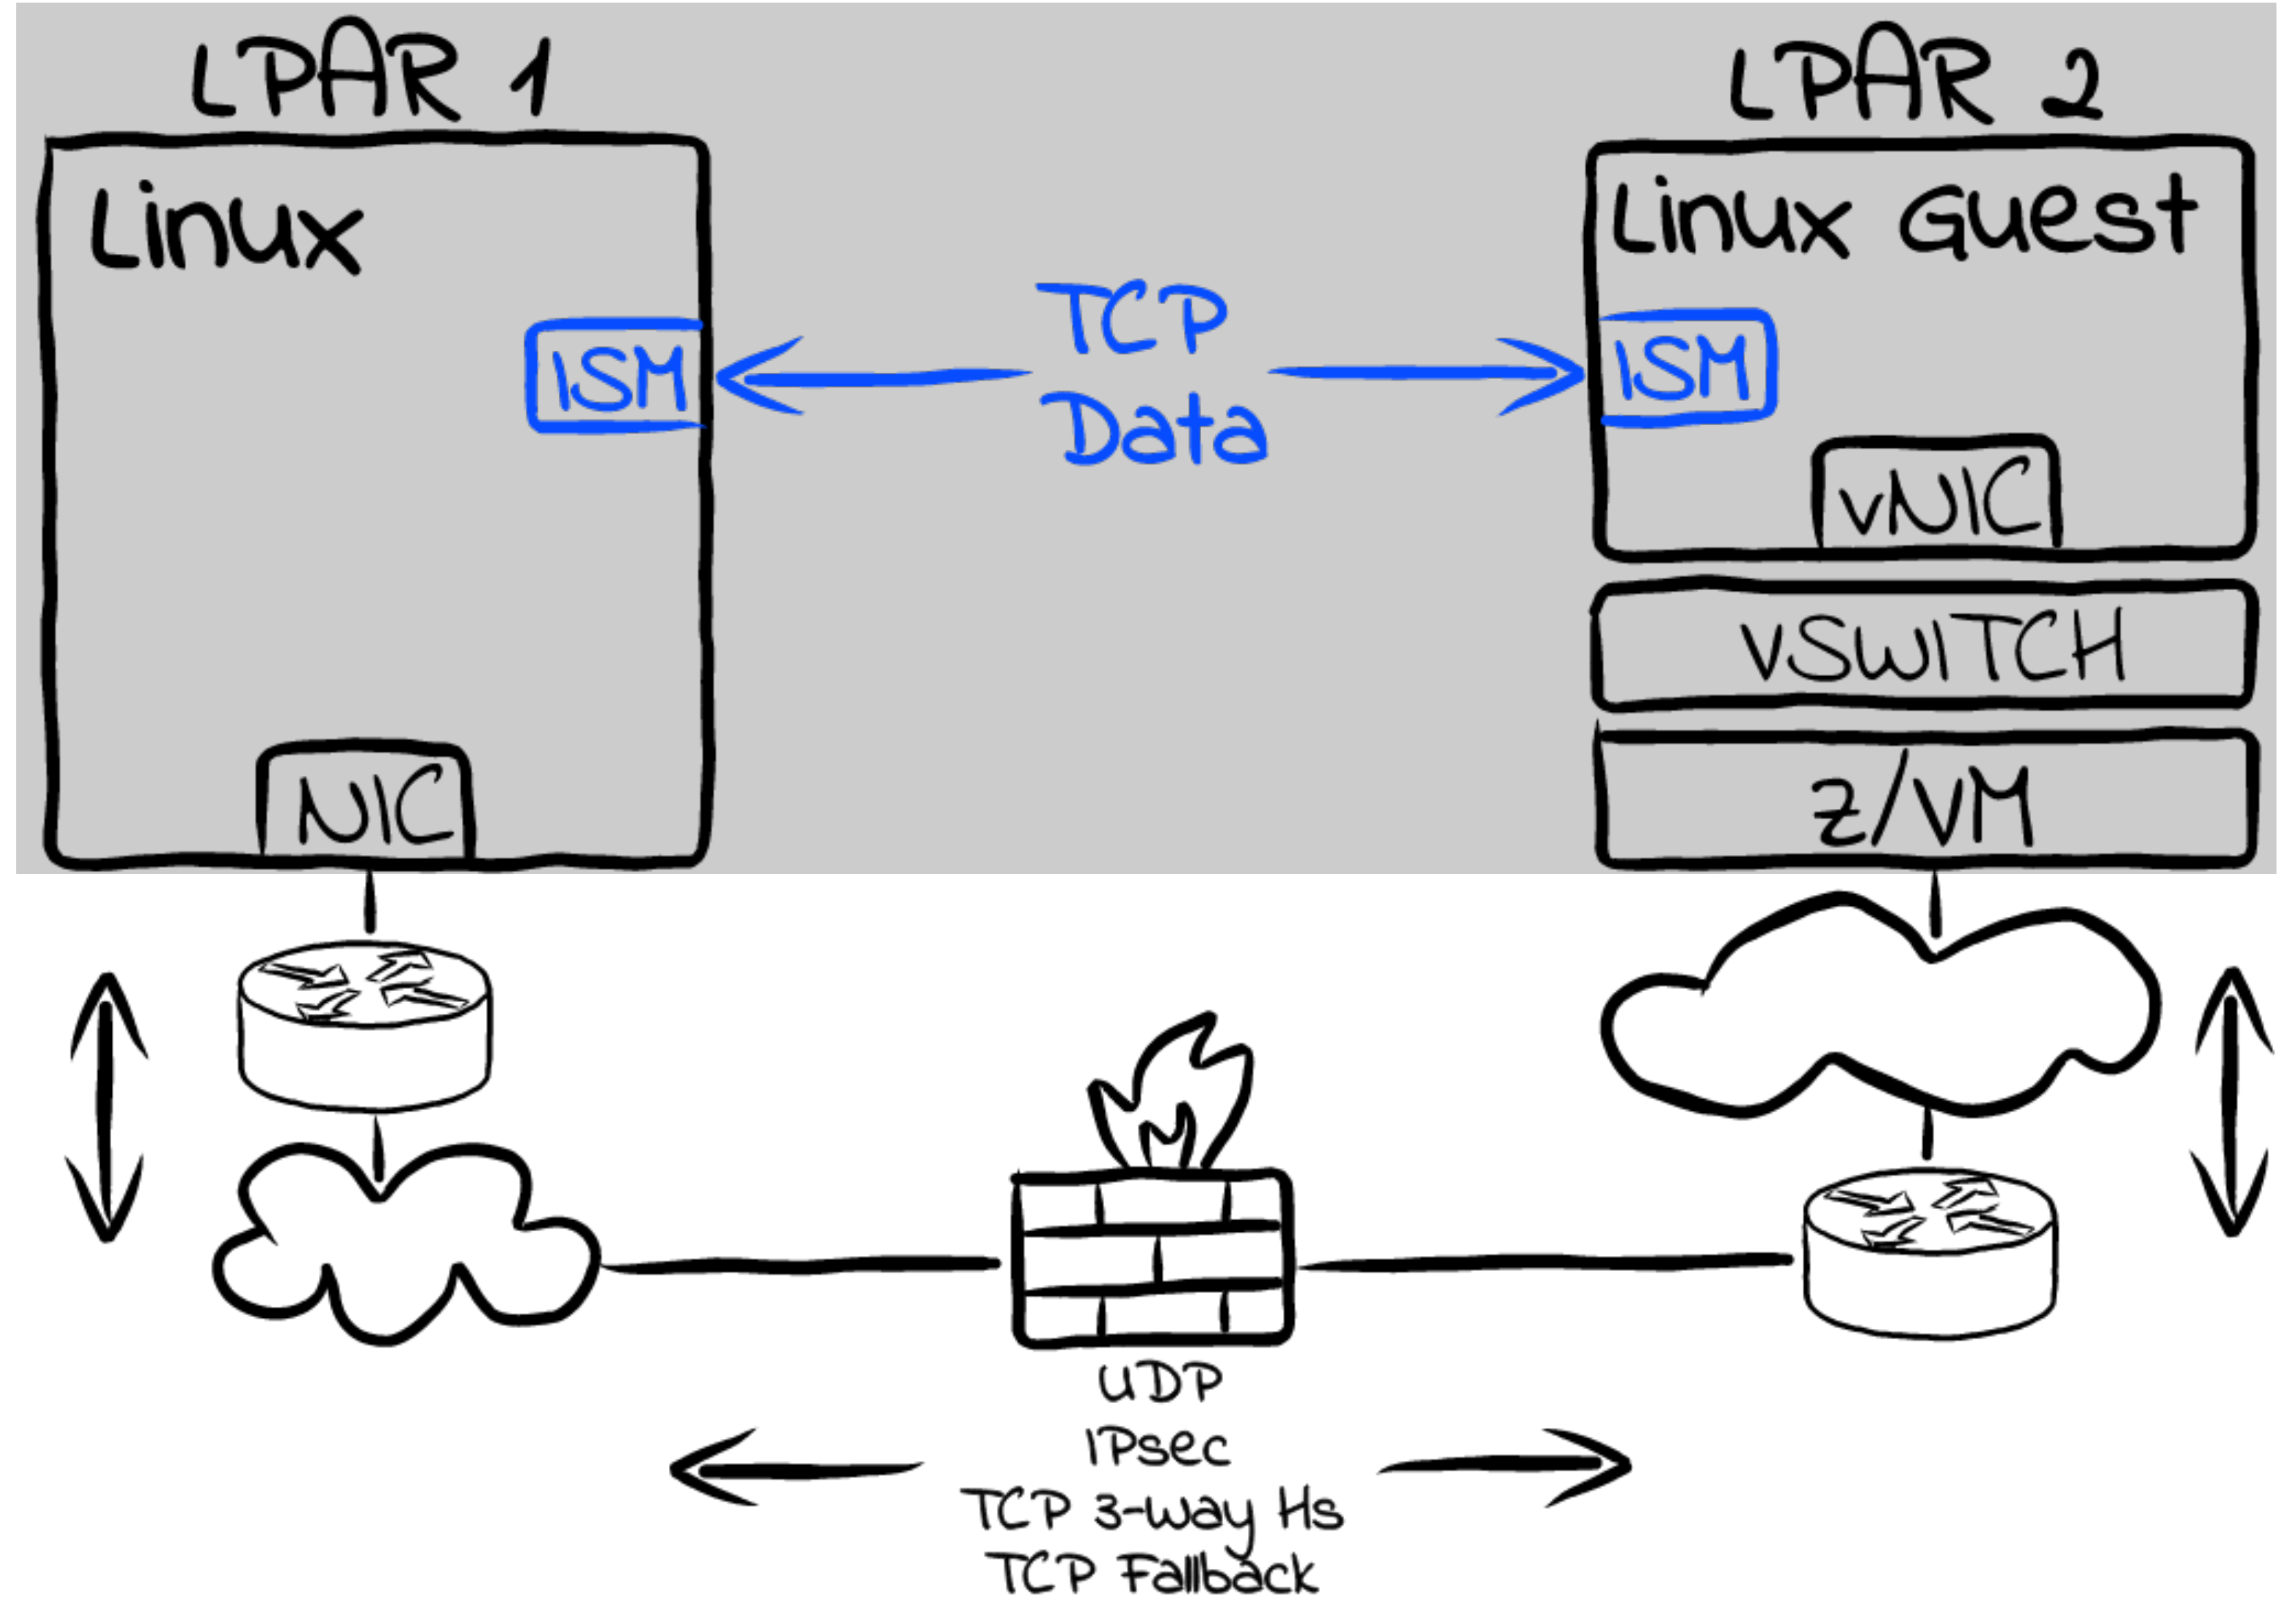 LPAR 1
LPAR 2
Linux
Linux Guest
TCP
Data
ISM
ISM
vNIC
vSWITCH
NIC
z/VM
UDP
IPsec
TCP 3-way Hs
TCP Fallback